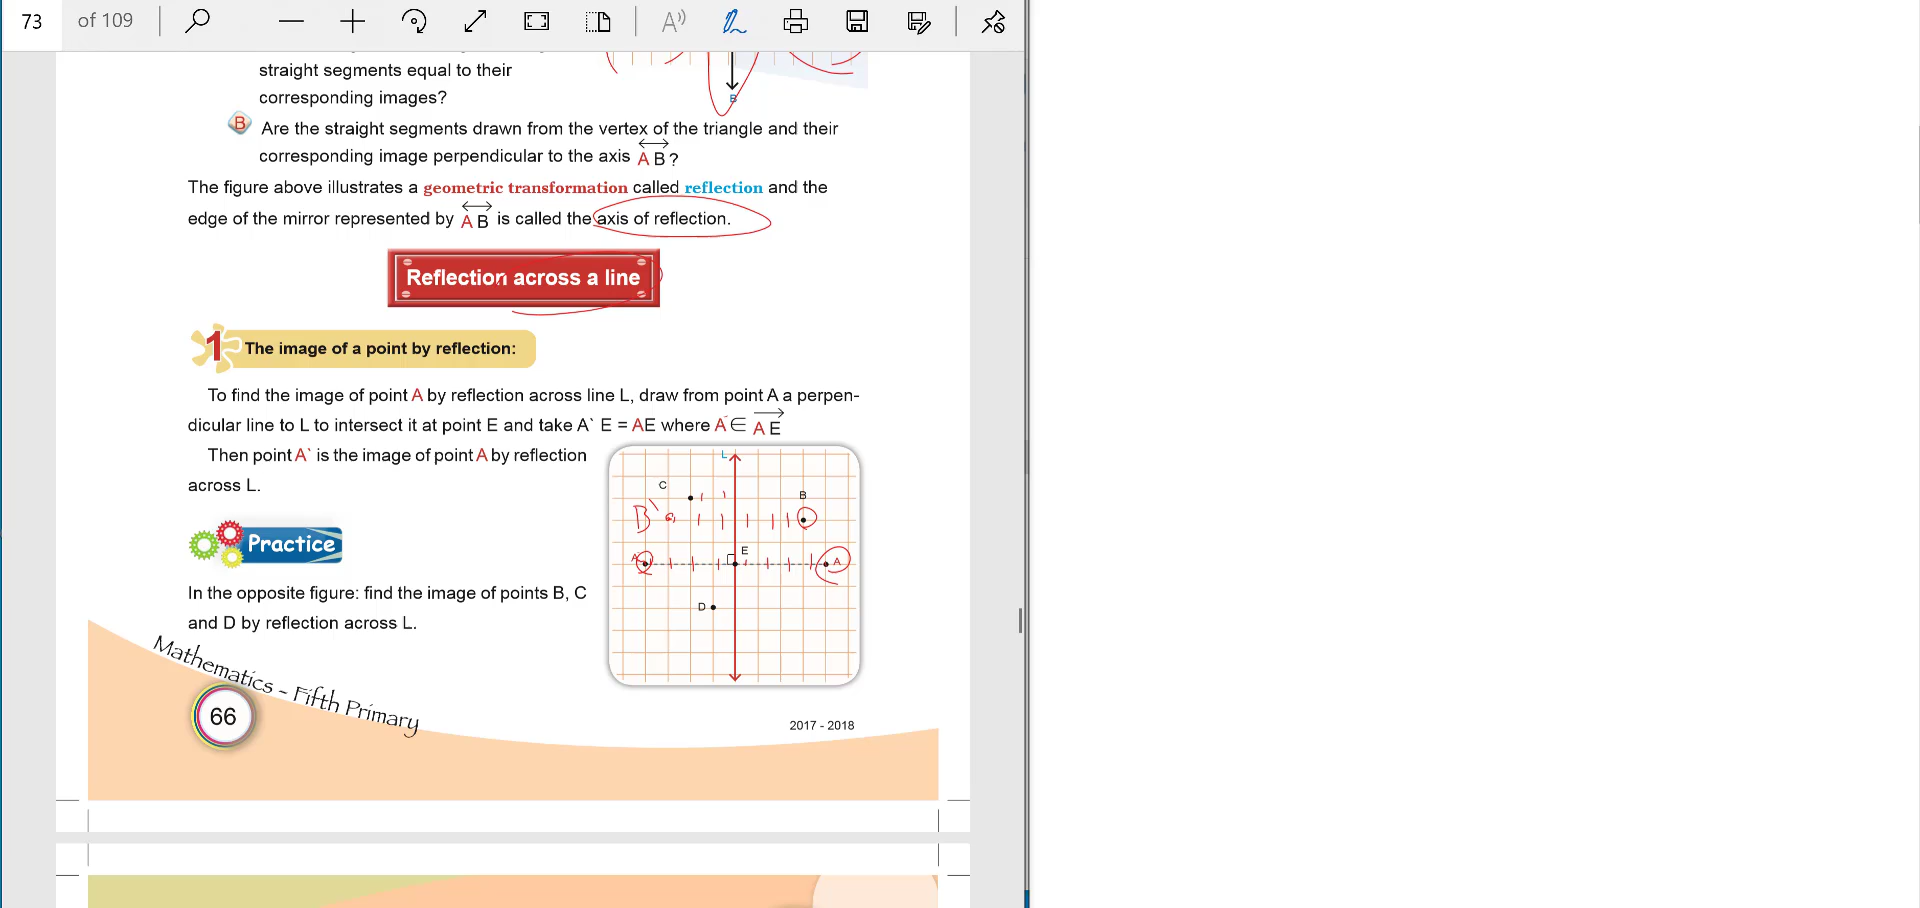 73 of 109
straight segments equal to their
corresponding images?
B
B Are the straight segments drawn from the vertex of the triangle and their
corresponding image perpendicular to the axis A B?
The figure above illustrates a geometric transformation called reflection and the
edge of the mirror represented by A B is called the axis of reflection.
Reflection across a line
1 The image of a point by reflection:
To find the image of point A by reflection across line L, draw from point A a perpen-
dicular line to L to intersect it at point E and take A` E = AE where A` ∈ A E
Then point A` is the image of point A by reflection
across L.
L
C
B
B`
E
A`
A
D
Practice
In the opposite figure: find the image of points B, C
and D by reflection across L.
Mathematics - Fifth Primary
66
2017 - 2018